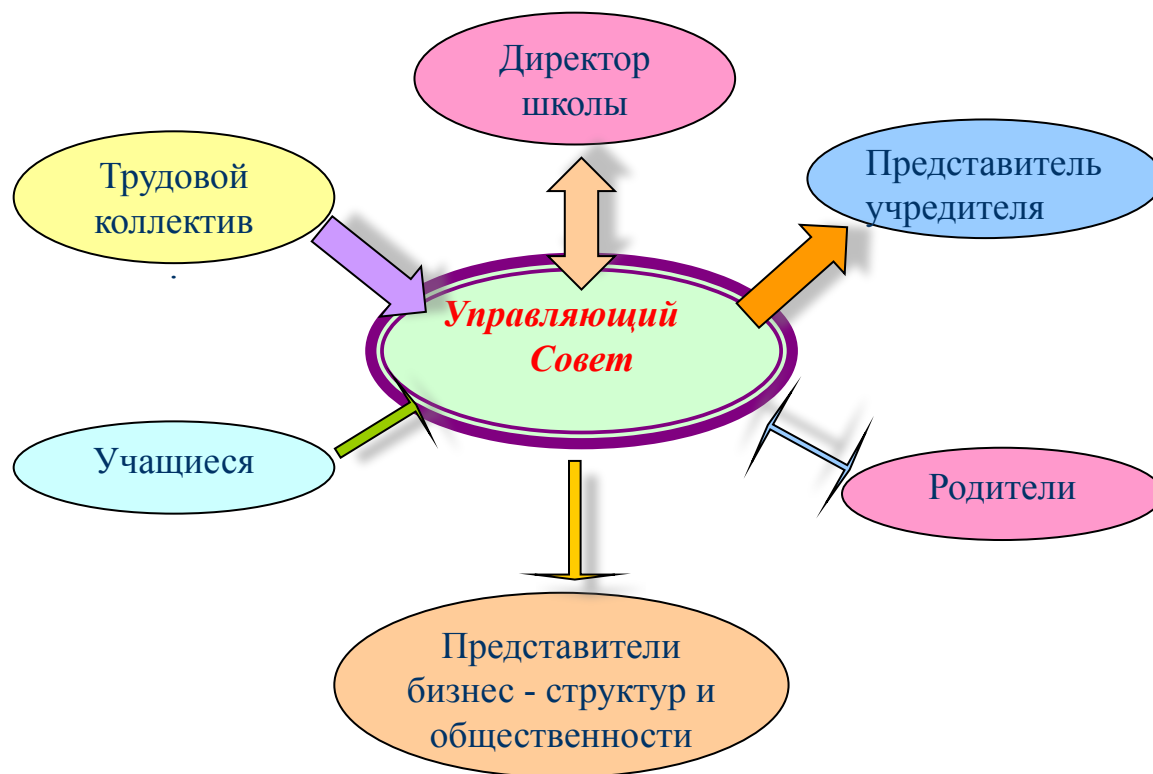 Директор
школы
Трудовой
коллектив
.
Представитель
учредителя
Управляющий
Совет
Учащиеся
Родители
Представители
бизнес - структур и
общественности